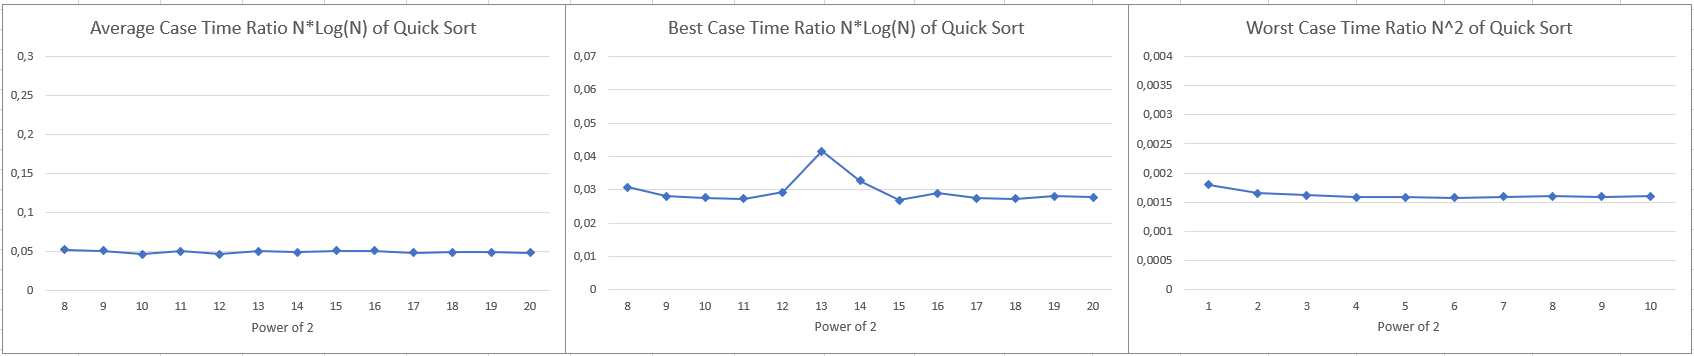 Average Case Time Ratio N*Log(N) of Quick Sort
0,3
0,25
0,2
0,15
0,1
0,05
0
8 9 10 11 12 13 14 15 16 17 18 19 20
Power of 2
Best Case Time Ratio N*Log(N) of Quick Sort
0,07
0,06
0,05
0,04
0,03
0,02
0,01
0
8 9 10 11 12 13 14 15 16 17 18 19 20
Power of 2
Worst Case Time Ratio N^2 of Quick Sort
0,004
0,0035
0,003
0,0025
0,002
0,0015
0,001
0,0005
0
1 2 3 4 5 6 7 8 9 10
Power of 2